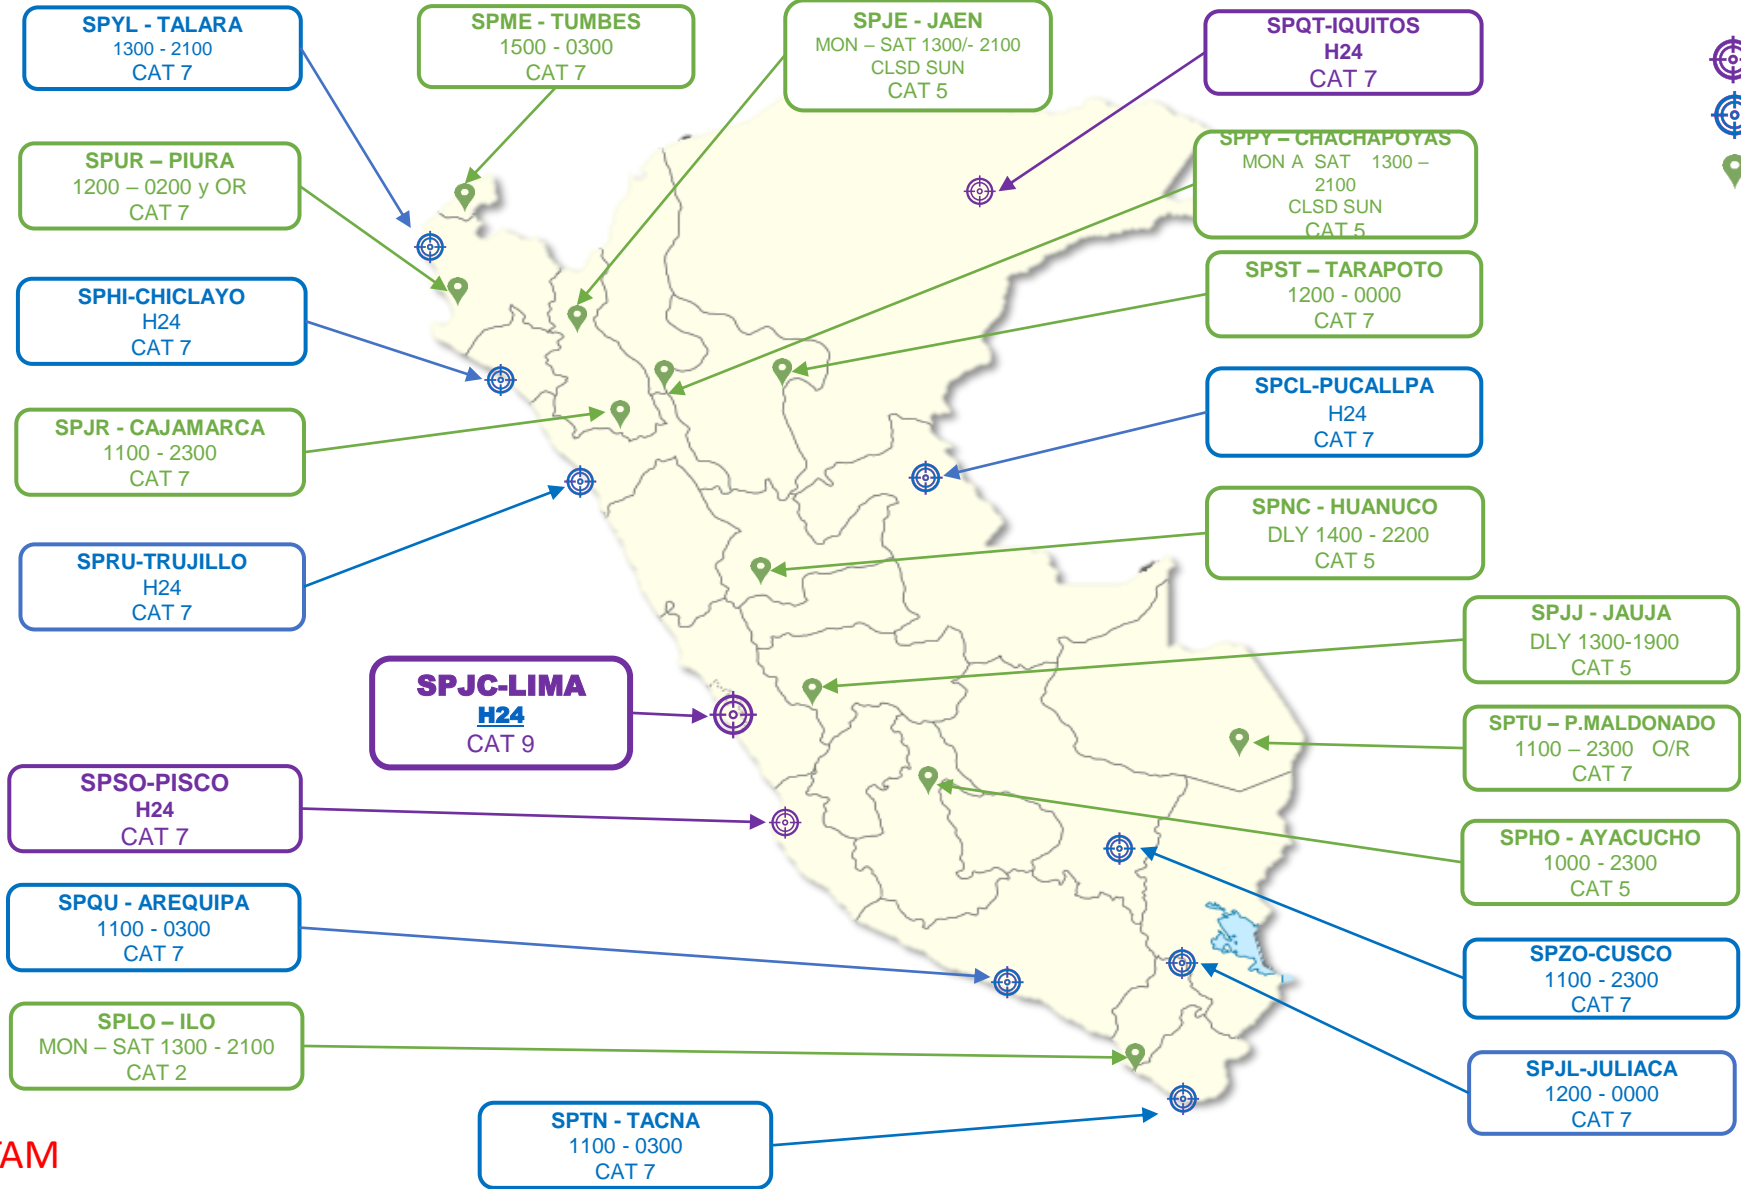 SPYL - TALARA
1300 - 2100
CAT 7
SPME - TUMBES
1500 - 0300
CAT 7
SPJE - JAEN
MON – SAT 1300/- 2100
CLSD SUN
CAT 5
SPQT-IQUITOS
H24
CAT 7
SPUR – PIURA
1200 – 0200 y OR
CAT 7
SPPY – CHACHAPOYAS
MON A SAT 1300 –
2100
CLSD SUN
CAT 5
SPHI-CHICLAYO
H24
CAT 7
SPST – TARAPOTO
1200 - 0000
CAT 7
SPJR - CAJAMARCA
1100 - 2300
CAT 7
SPCL-PUCALLPA
H24
CAT 7
SPRU-TRUJILLO
H24
CAT 7
SPNC - HUANUCO
DLY 1400 - 2200
CAT 5
SPJC-LIMA
H24
CAT 9
SPJJ - JAUJA
DLY 1300-1900
CAT 5
SPSO-PISCO
H24
CAT 7
SPTU – P.MALDONADO
1100 – 2300 O/R
CAT 7
SPQU - AREQUIPA
1100 - 0300
CAT 7
SPHO - AYACUCHO
1000 - 2300
CAT 5
SPLO – ILO
MON – SAT 1300 - 2100
CAT 2
SPZO-CUSCO
1100 - 2300
CAT 7
SPTN - TACNA
1100 - 0300
CAT 7
SPJL-JULIACA
1200 - 0000
CAT 7
TAM